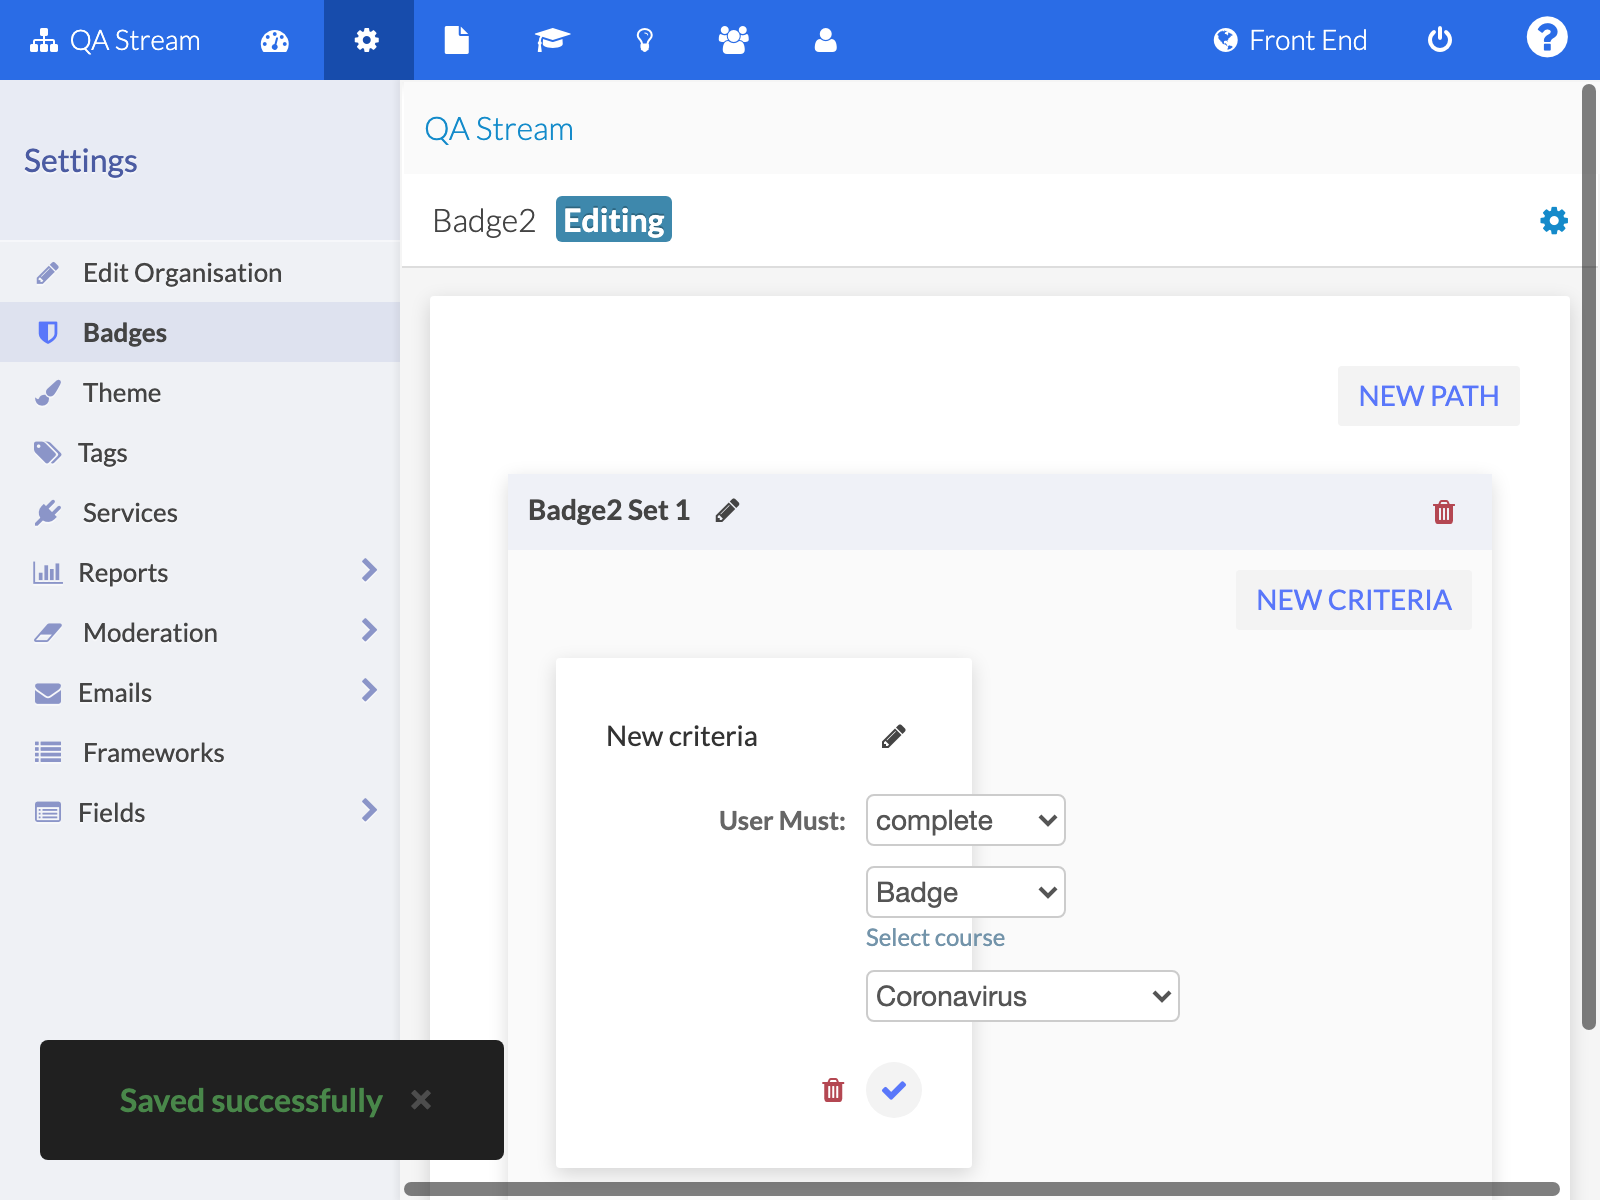 QA Stream
Front End
Settings
Edit Organisation
Badges
Theme
Tags
Services
Reports
Moderation
Emails
Frameworks
Fields
QA Stream
Badge2 Editing
NEW PATH
Badge2 Set 1
NEW CRITERIA
New criteria
User Must: complete
Badge
Select course
Coronavirus
Saved successfully